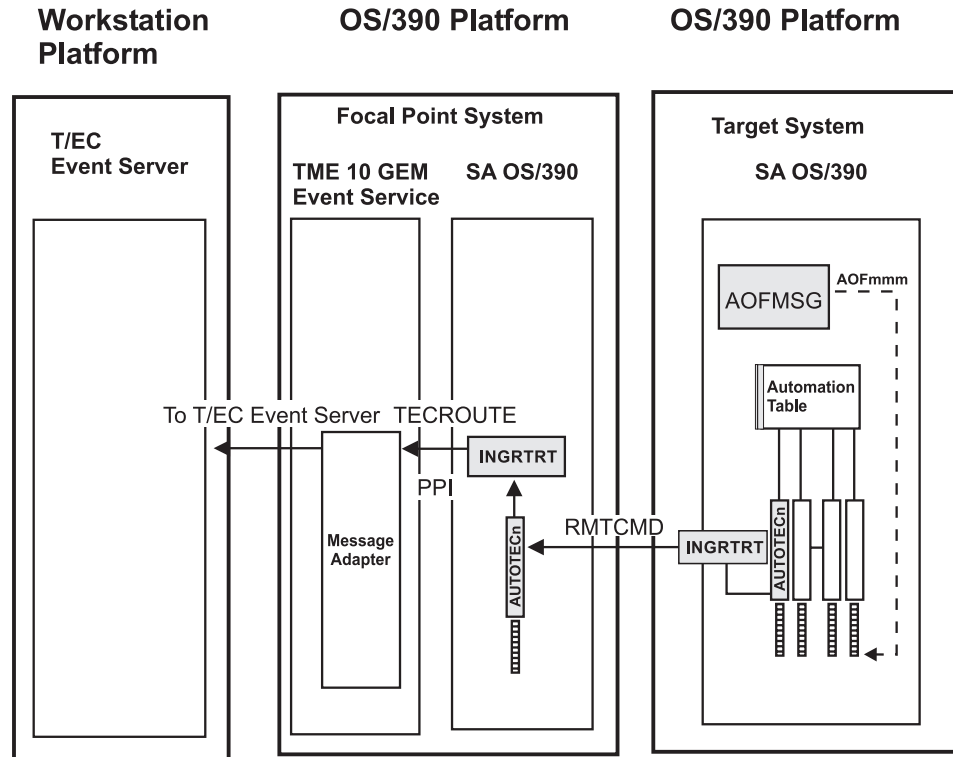 Workstation
Platform
OS/390 Platform
OS/390 Platform
T/EC
Event Server
Focal Point System
TME 10 GEM
Event Service
SA OS/390
Target System
SA OS/390
AOFMSG
AOFmmm
Automation
Table
To T/EC Event Server
TECROUTE
INGRTRT
PPI
Message
Adapter
AUTOTECn
RMTCMD
INGRTRT
AUTOTECn